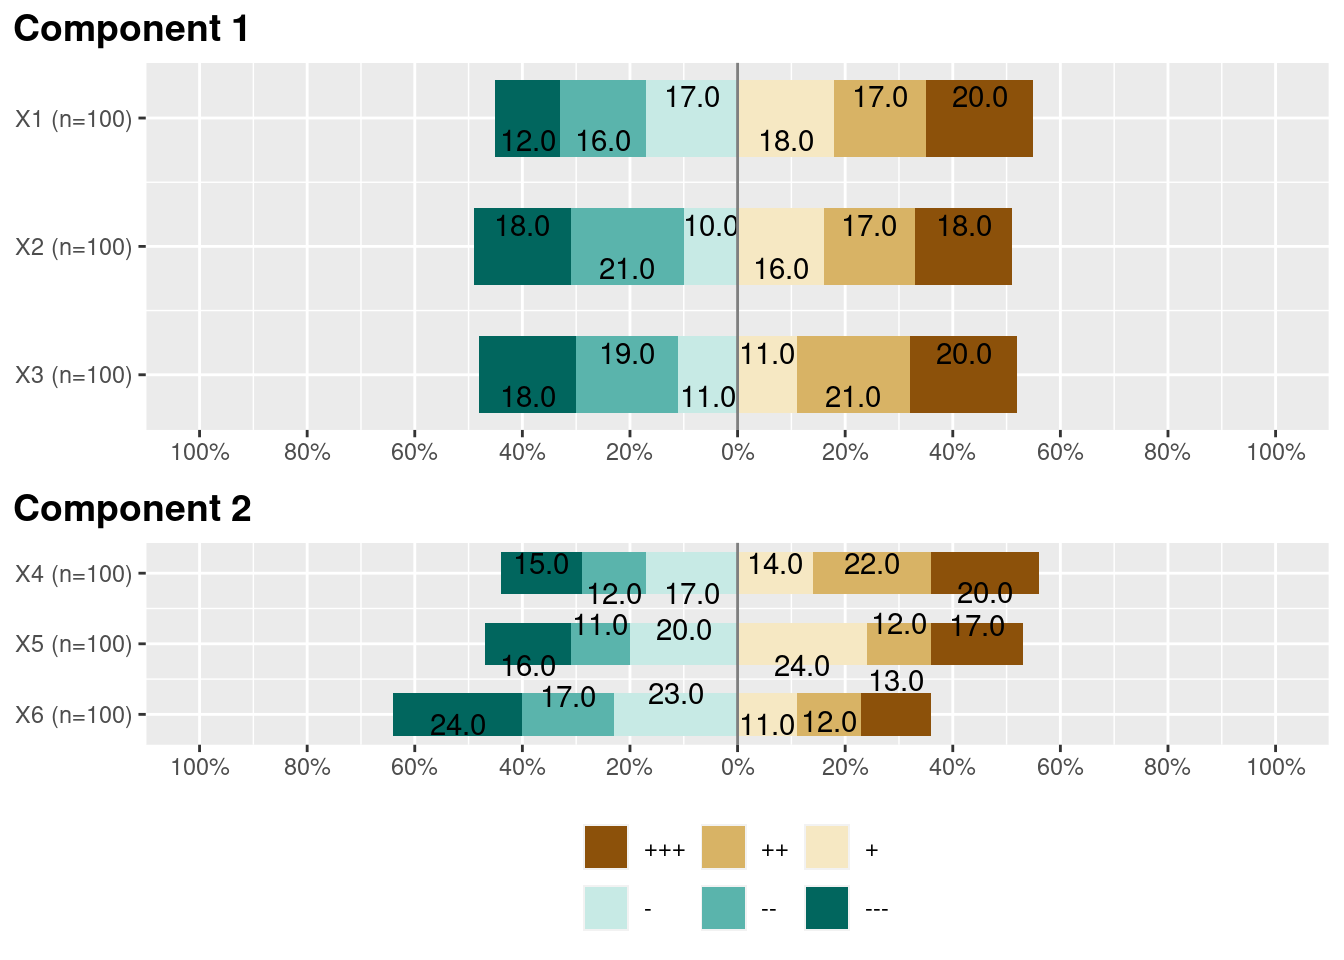 Component 1
17.0 17.0 20.0
X1 (n=100)
12.0 16.0 18.0
18.0 10.0 17.0 18.0
X2 (n=100)
21.0 16.0
19.0 11.0 20.0
X3 (n=100)
18.0 11.0 21.0
100% 80% 60% 40% 20% 0% 20% 40% 60% 80% 100%
Component 2
15.0 14.0 22.0
X4 (n=100)
12.0 17.0 20.0
11.0 20.0 12.0 17.0
X5 (n=100)
16.0 24.0
13.0
17.0 23.0
X6 (n=100)
24.0 11.0 12.0
100% 80% 60% 40% 20% 0% 20% 40% 60% 80% 100%
+++ ++ +
- -- ---